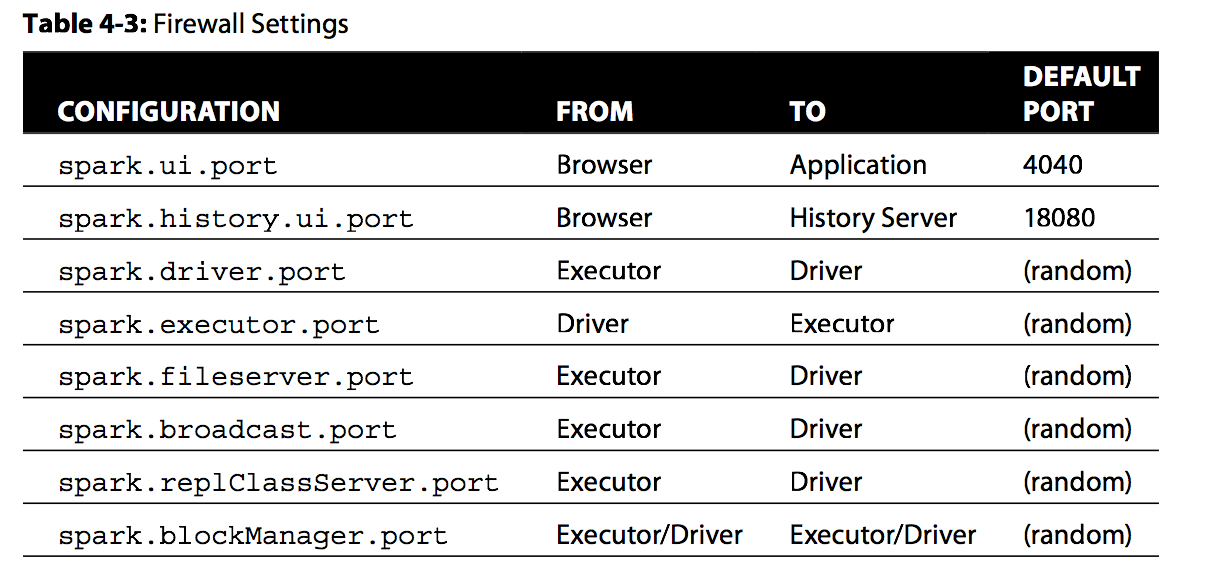 Table 4-3: Firewall Settings
CONFIGURATION FROM TO DEFAULT PORT
spark.ui.port Browser Application 4040
spark.history.ui.port Browser History Server 18080
spark.driver.port Executor Driver (random)
spark.executor.port Driver Executor (random)
spark.fileserver.port Executor Driver (random)
spark.broadcast.port Executor Driver (random)
spark.replClassServer.port Executor Driver (random)
spark.blockManager.port Executor/Driver Executor/Driver (random)